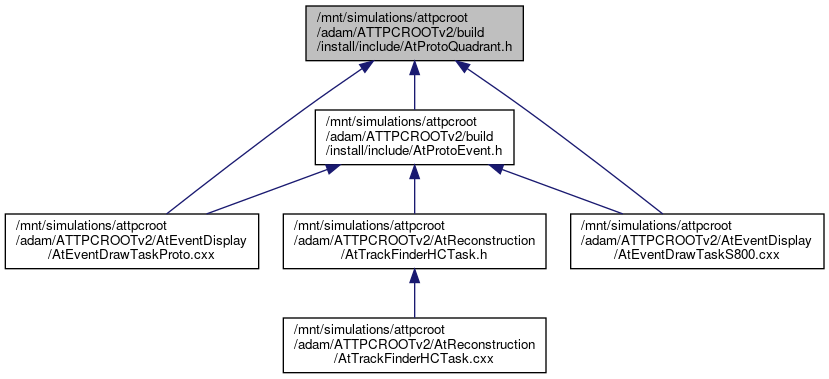 /mnt/simulations/attpcroot
/adam/ATTPCROOTv2/build
/install/include/AtProtoQuadrant.h
/mnt/simulations/attpcroot
/adam/ATTPCROOTv2/build
/install/include/AtProtoEvent.h
/mnt/simulations/attpcroot
/adam/ATTPCROOTv2/AtEventDisplay
/AtEventDrawTaskProto.cxx
/mnt/simulations/attpcroot
/adam/ATTPCROOTv2/AtReconstruction
/AtTrackFinderHCTask.h
/mnt/simulations/attpcroot
/adam/ATTPCROOTv2/AtEventDisplay
/AtEventDrawTaskS800.cxx
/mnt/simulations/attpcroot
/adam/ATTPCROOTv2/AtReconstruction
/AtTrackFinderHCTask.cxx